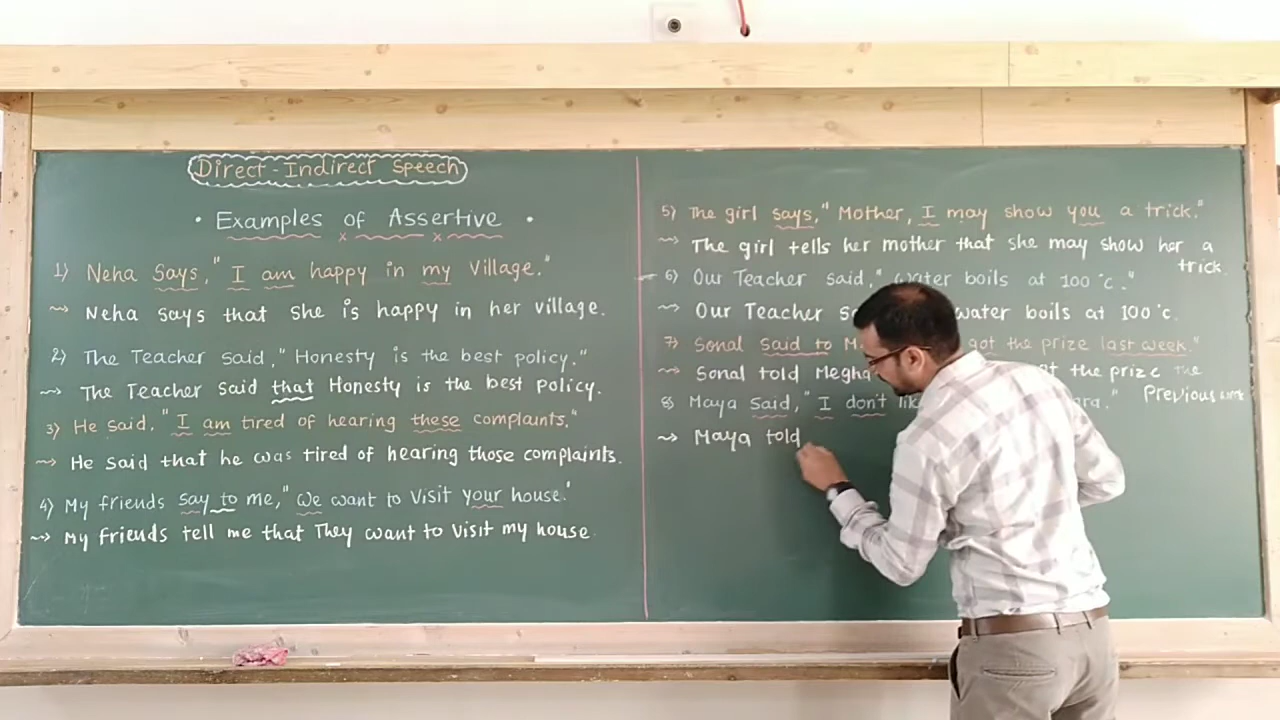 Direct-Indirect Speech
• Examples of Assertive •
1) Neha Says, "I am happy in my Village."
⇝ Neha Says that She is happy in her village.
2) The Teacher Said, "Honesty is the best policy."
⇝ The Teacher Said that Honesty is the best policy.
3) He Said, "I am tired of hearing these complaints."
⇝ He Said that he was tired of hearing those complaints.
4) My friends say to me, "We want to Visit your house."
⇝ My friends tell me that They want to Visit my house.
5) The girl says, "Mother, I may show you a trick."
⇝ The girl tells her mother that she may show her a
trick.
6) Our Teacher said, "water boils at 100°c."
⇝ Our Teacher water boils at 100°c.
7) Sonal Said to got the prize last week."
⇝ Sonal told Megha the prize the
Previous
8) Maya Said, "I don't
⇝ Maya told